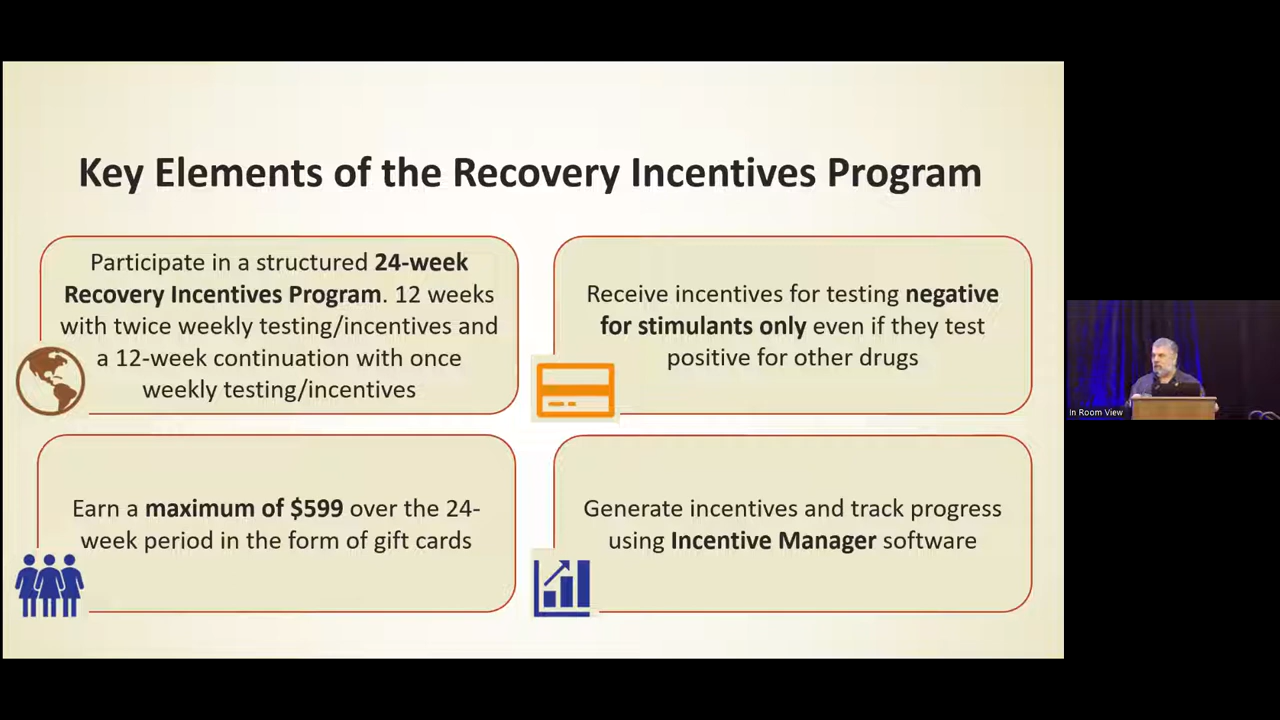 Key Elements of the Recovery Incentives Program
Participate in a structured 24-week
Recovery Incentives Program. 12 weeks
with twice weekly testing/incentives and
a 12-week continuation with once
weekly testing/incentives
Receive incentives for testing negative
for stimulants only even if they test
positive for other drugs
Earn a maximum of $599 over the 24-
week period in the form of gift cards
Generate incentives and track progress
using Incentive Manager software
In Room View